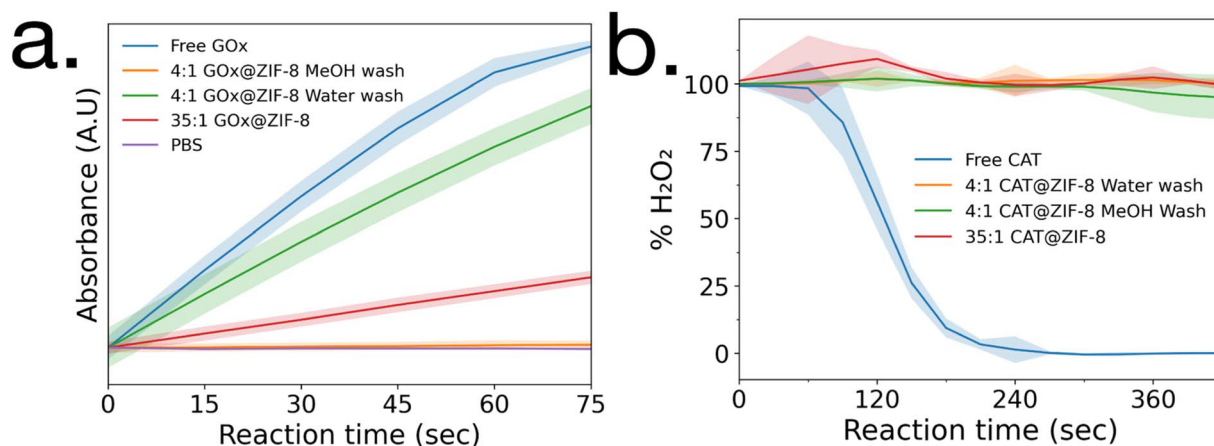 a.
Absorbance (A.U)
Free GOx
4:1 GOx@ZIF-8 MeOH wash
4:1 GOx@ZIF-8 Water wash
35:1 GOx@ZIF-8
PBS
0 15 30 45 60 75
Reaction time (sec)
b.
% H₂O₂
100
75
50
25
0
Free CAT
4:1 CAT@ZIF-8 Water wash
4:1 CAT@ZIF-8 MeOH Wash
35:1 CAT@ZIF-8
0 120 240 360
Reaction time (sec)